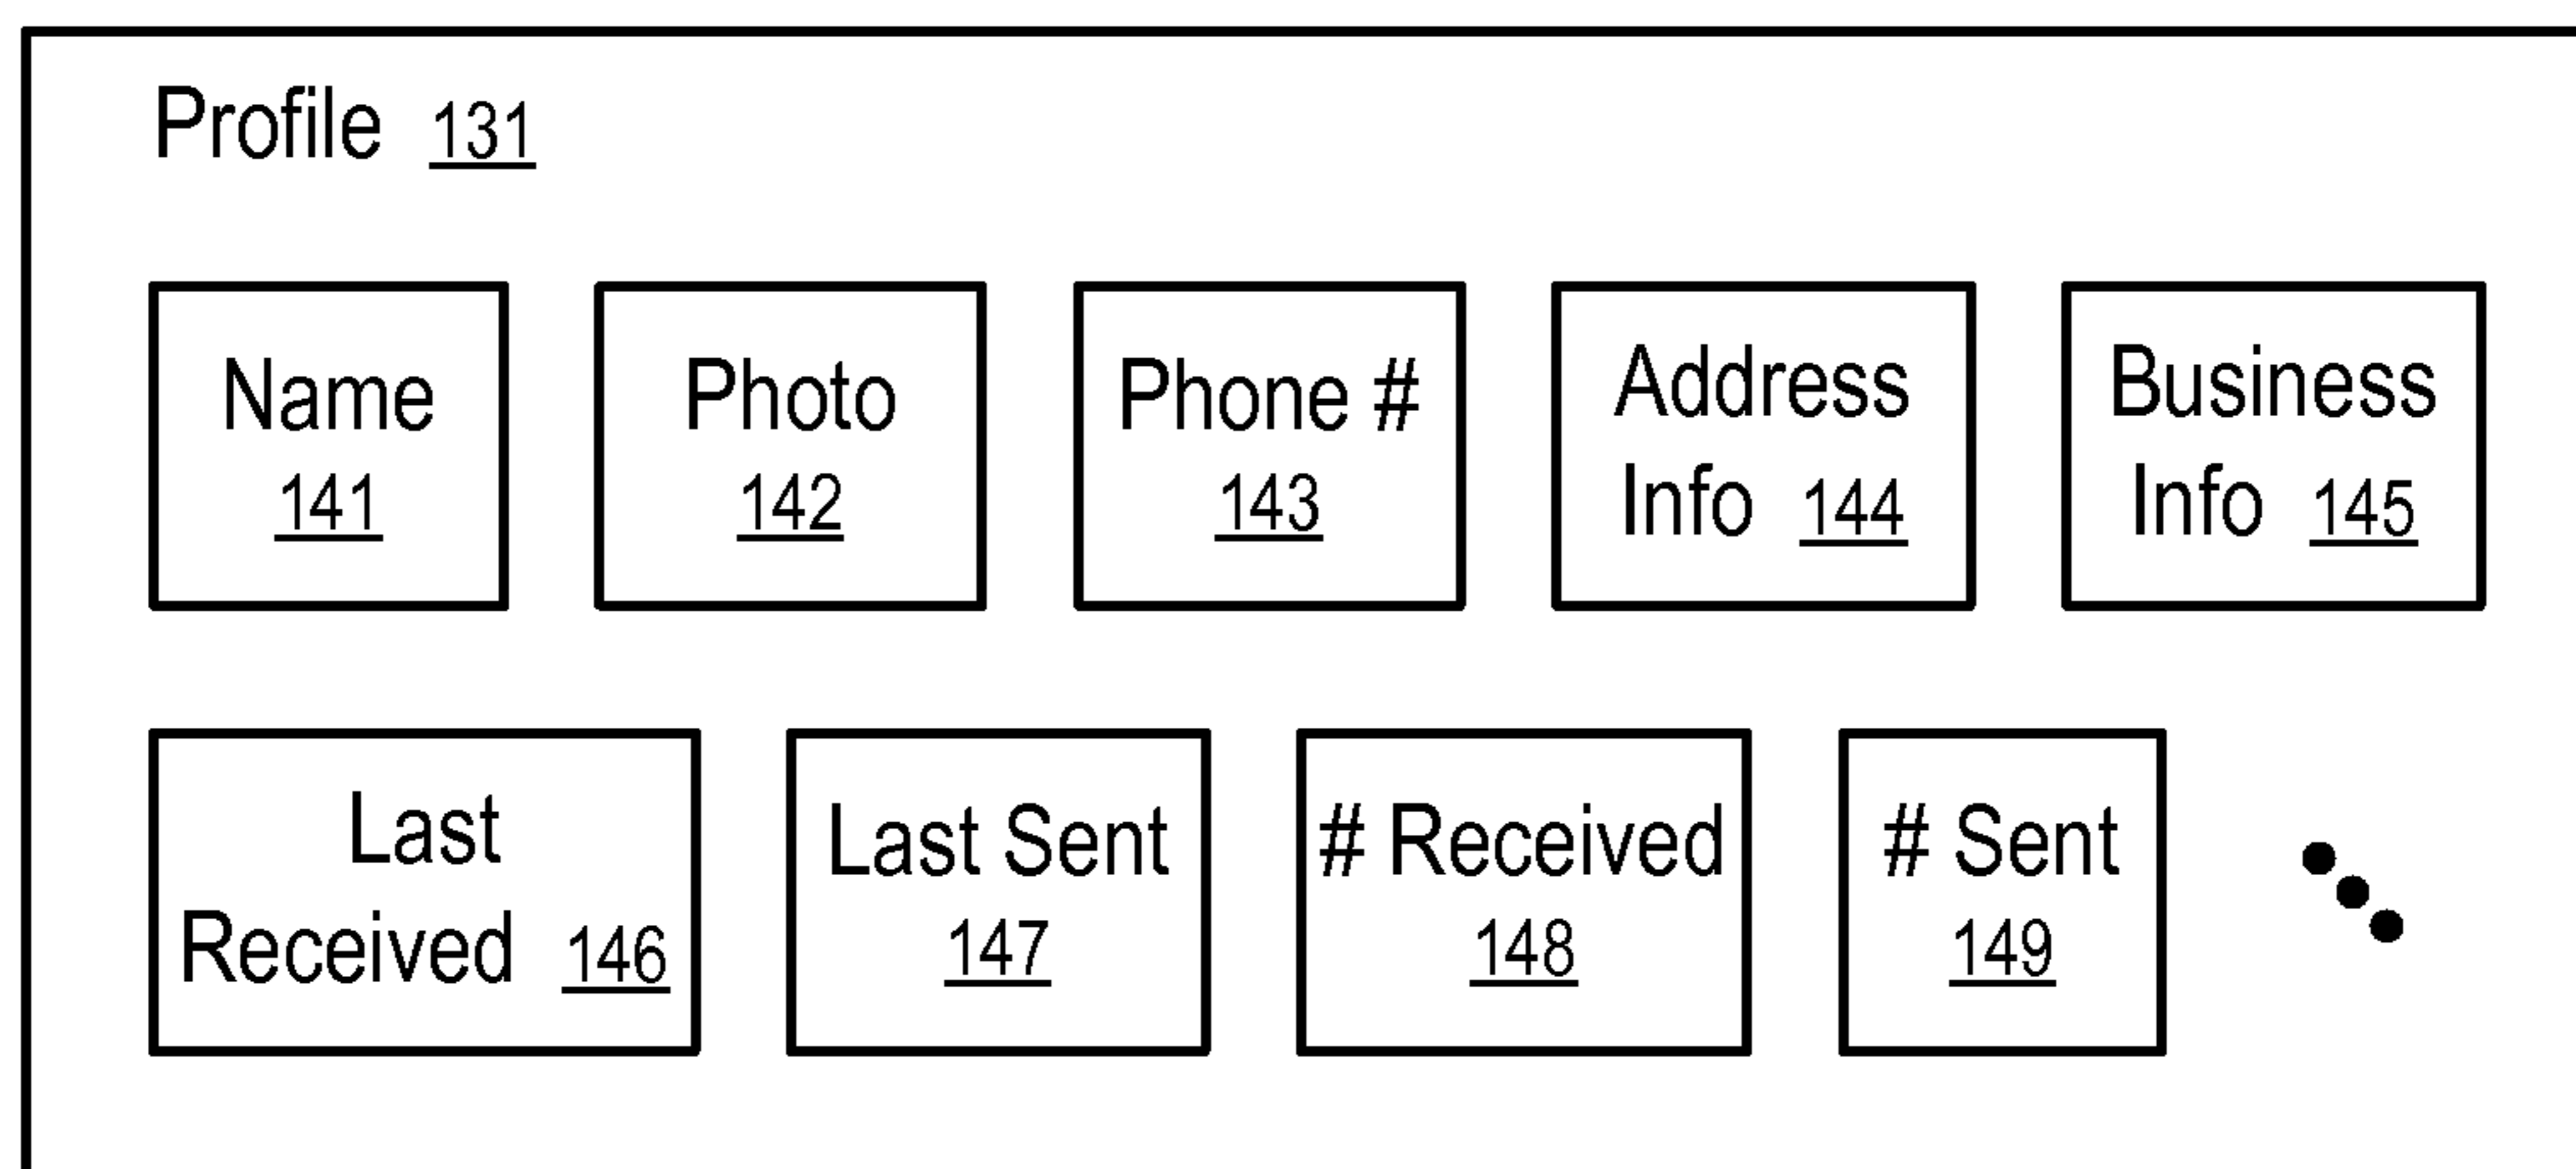 Profile 131
Name
141
Photo
142
Phone #
143
Address
Info 144
Business
Info 145
Last
Received 146
Last Sent
147
# Received
148
# Sent
149